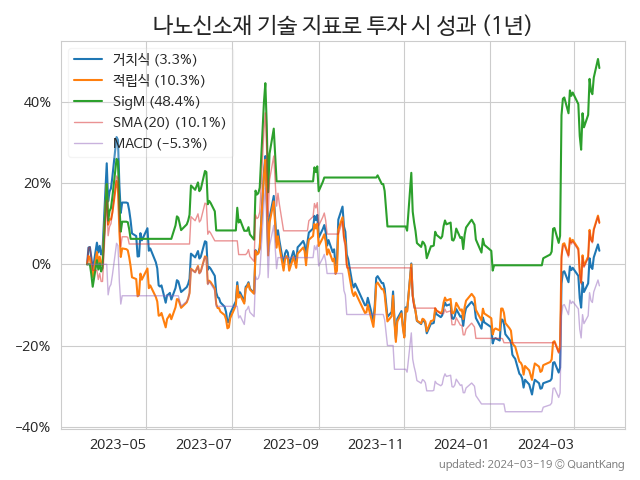 나노신소재 기술 지표로 투자 시 성과 (1년)
거치식 (3.3%)
적립식 (10.3%)
SigM (48.4%)
SMA(20) (10.1%)
MACD (−5.3%)
40%
20%
0%
−20%
−40%
2023−05 2023−07 2023−09 2023−11 2024−01 2024−03
updated: 2024−03−19 © QuantKang